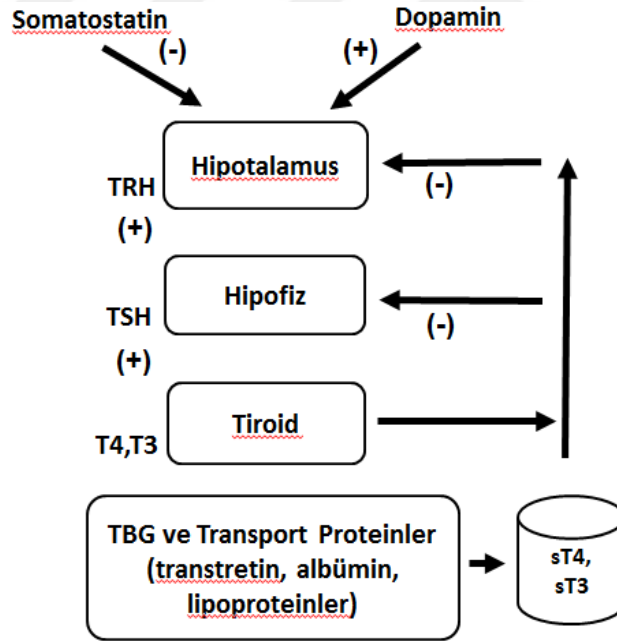 Somatostatin
Dopamin
(-)
(+)
Hipotalamus
TRH
(-)
(+)
Hipofiz
TSH
(-)
(+)
Tiroid
T4,T3
TBG ve Transport Proteinler
(transtretin, albümin,
lipoproteinler)
sT4,
sT3